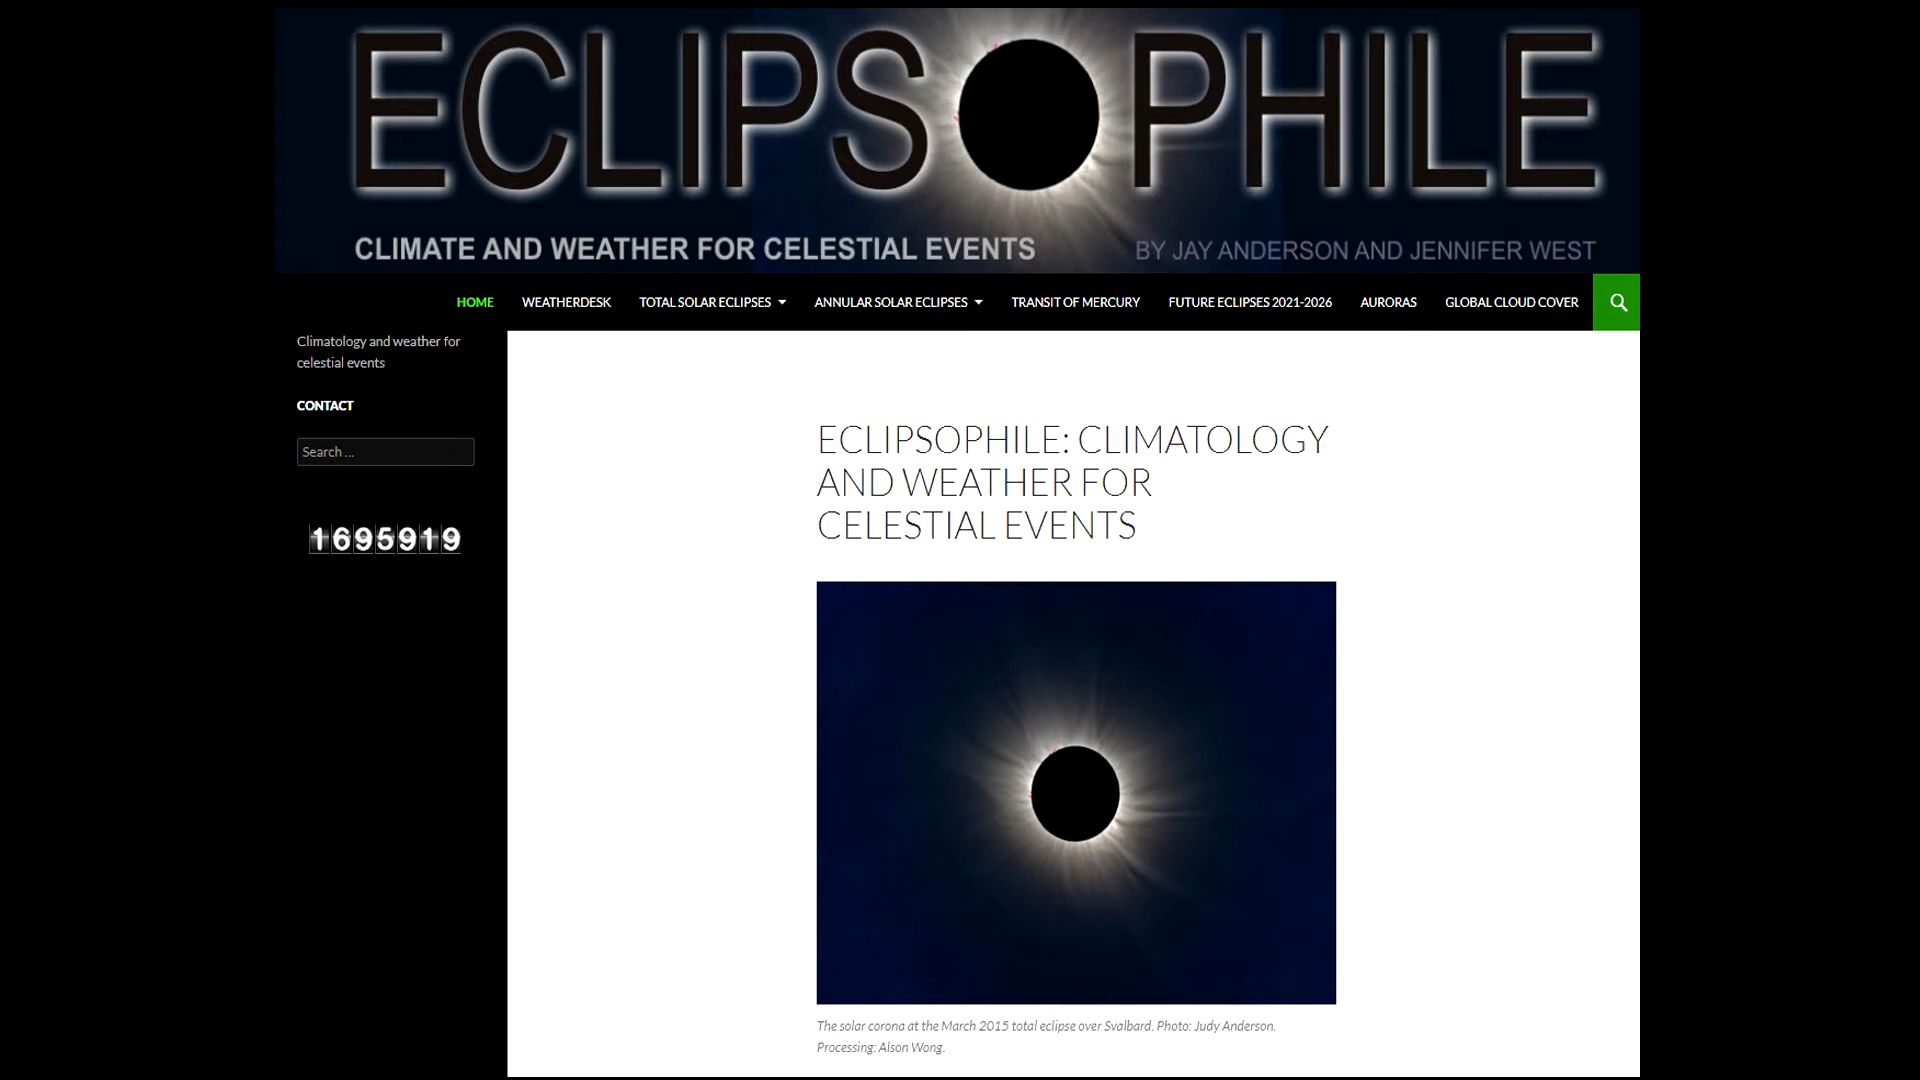 ECLIPSOPHILE
CLIMATE AND WEATHER FOR CELESTIAL EVENTS
BY JAY ANDERSON AND JENNIFER WEST
HOME WEATHERDESK TOTAL SOLAR ECLIPSES ANNULAR SOLAR ECLIPSES TRANSIT OF MERCURY FUTURE ECLIPSES 2021-2026 AURORAS GLOBAL CLOUD COVER
Climatology and weather for
celestial events
CONTACT
Search ...
1695919
ECLIPSOPHILE: CLIMATOLOGY
AND WEATHER FOR
CELESTIAL EVENTS
The solar corona at the March 2015 total eclipse over Svalbard. Photo: Judy Anderson.
Processing: Alson Wong.